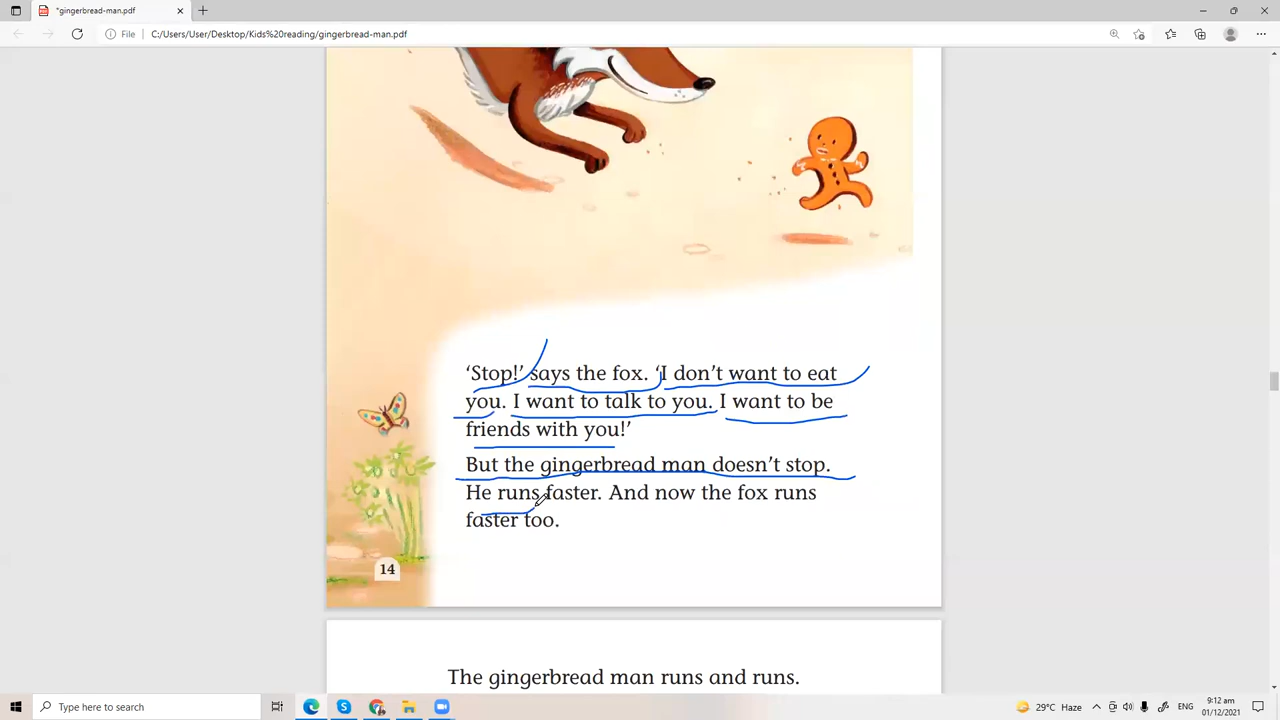 *gingerbread-man.pdf
File C:/Users/User/Desktop/Kids%20reading/gingerbread-man.pdf
‘Stop!’ says the fox. ‘I don’t want to eat
you. I want to talk to you. I want to be
friends with you!’
But the gingerbread man doesn’t stop.
He runs faster. And now the fox runs
faster too.
14
The gingerbread man runs and runs.
Type here to search
29°C Haze
ENG
9:12 am
01/12/2021